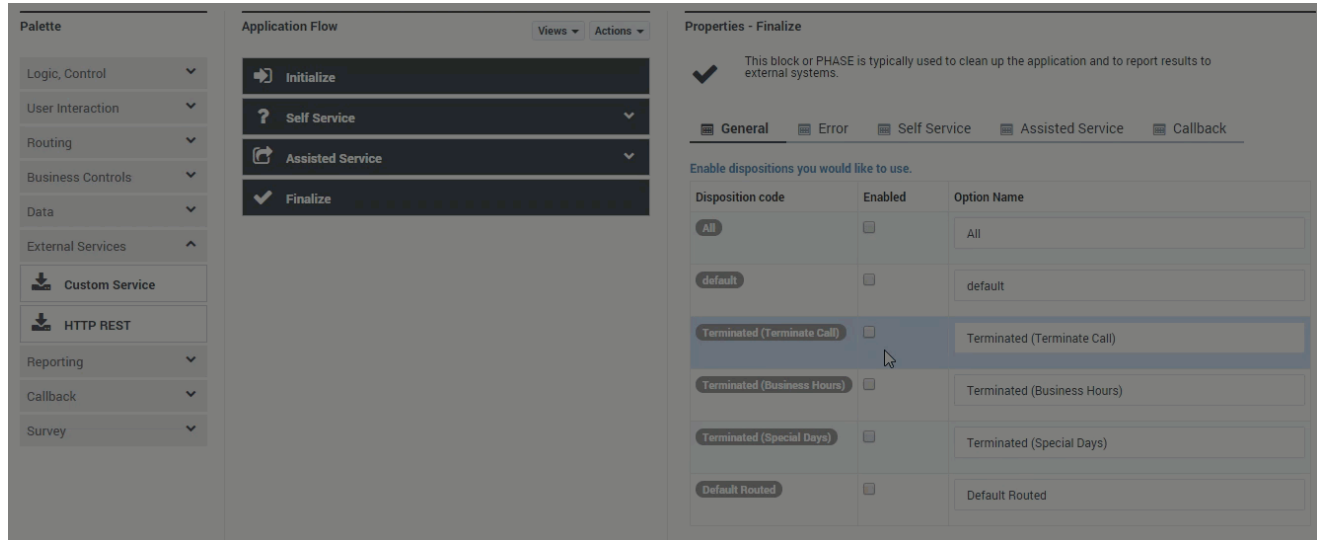 Palette
Logic, Control
User Interaction
Routing
Business Controls
Data
External Services
Custom Service
HTTP REST
Reporting
Callback
Survey
Application Flow
Views
Actions
Initialize
Self Service
Assisted Service
Finalize
Properties - Finalize
This block or PHASE is typically used to clean up the application and to report results to
external systems.
General Error Self Service Assisted Service Callback
Enable dispositions you would like to use.
Disposition code Enabled Option Name
All All
default default
Terminated (Terminate Call) Terminated (Terminate Call)
Terminated (Business Hours) Terminated (Business Hours)
Terminated (Special Days) Terminated (Special Days)
Default Routed Default Routed